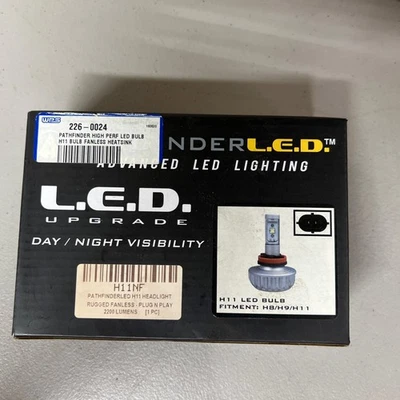 226-0024
PATHFINDER HIGH PERF LED BULB
H11 BULB FANLESS HEATSINK
NDERL.E.D.™
ADVANCED LED LIGHTING
L.E.D.
UPGRADE
DAY / NIGHT VISIBILITY
H11NF
PATHFINDERLED H11 HEADLIGHT
RUGGED FANLESS - PLUG N PLAY
2200 LUMENS [1 PC]
H11 LED BULB
FITMENT: H8/H9/H11